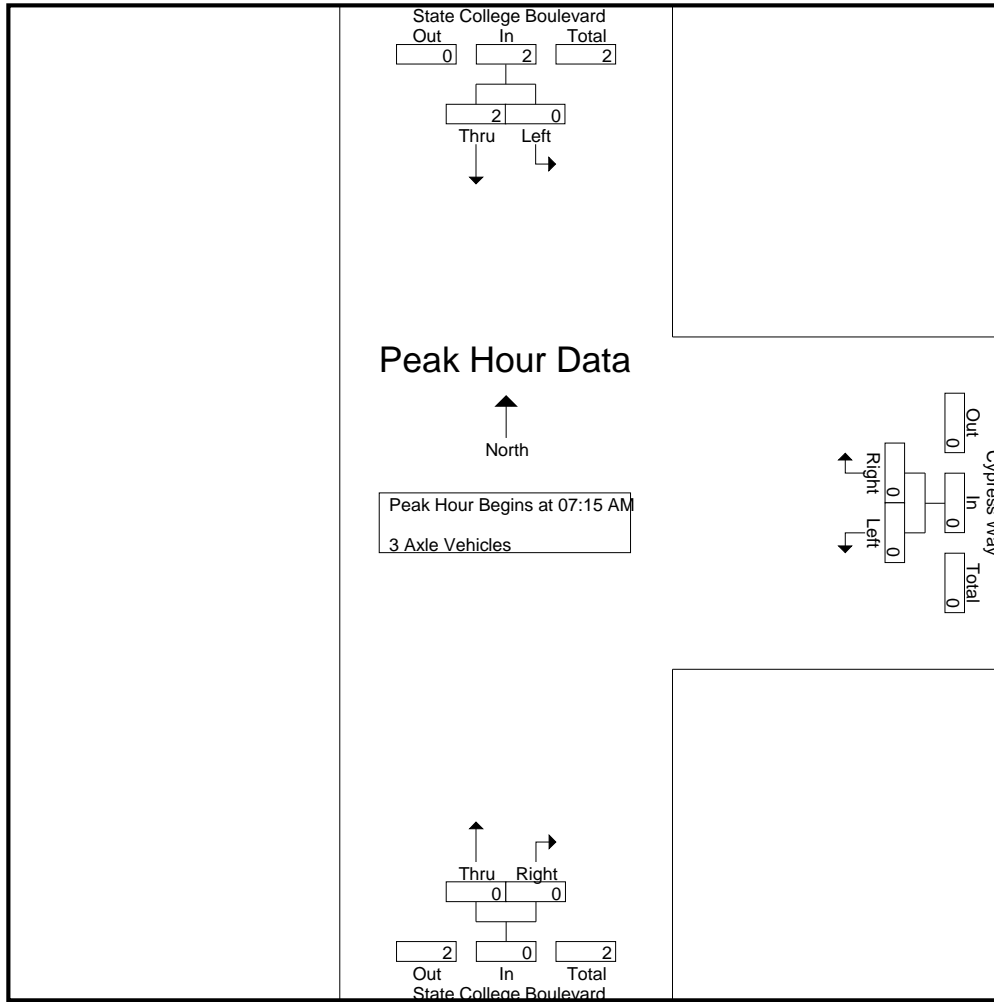 State College Boulevard
Out In Total
0 2 2
2 0
Thru Left
Peak Hour Data
North
Peak Hour Begins at 07:15 AM
3 Axle Vehicles
Cypress Way
Out In Total
0 0 0
Right Left
0 0
Thru Right
0 0
2 0 2
Out In Total
State College Boulevard